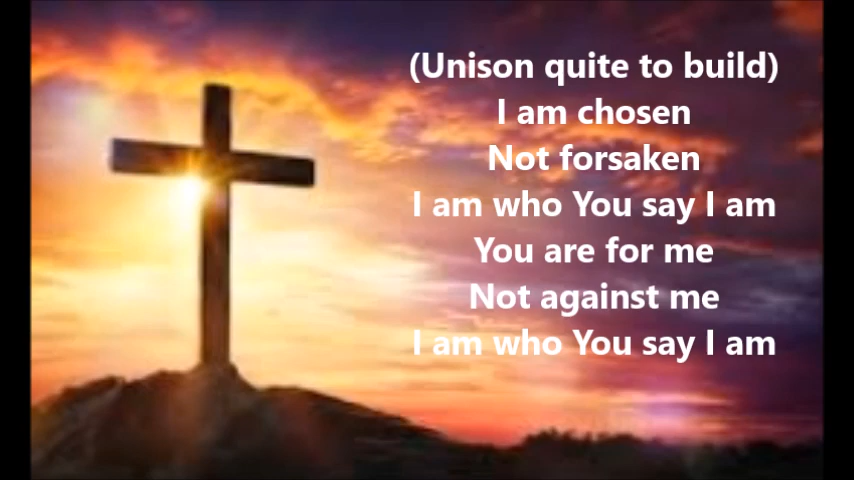 (Unison quite to build)
I am chosen
Not forsaken
I am who You say I am
You are for me
Not against me
I am who You say I am